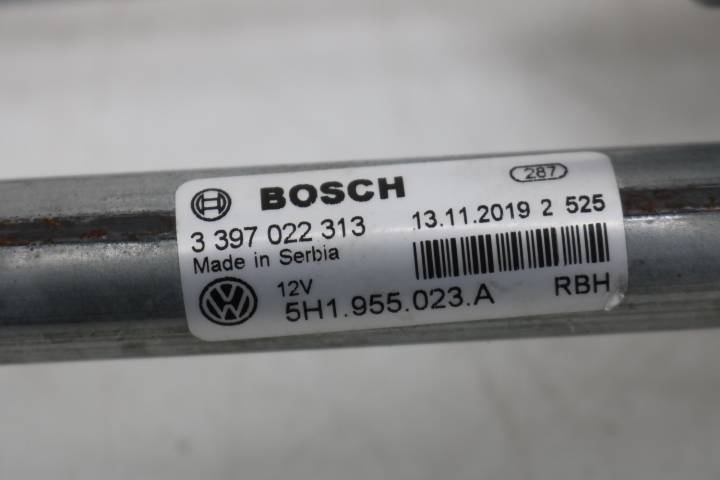 BOSCH 287
3 397 022 313 13.11.2019 2 525
Made in Serbia
12V RBH
5H1.955.023.A